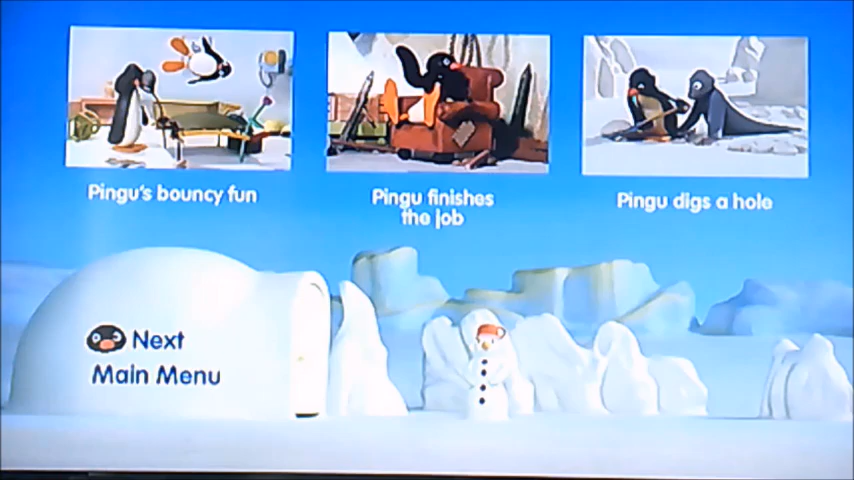 Pingu's bouncy fun
Pingu finishes
the job
Pingu digs a hole
Next
Main Menu